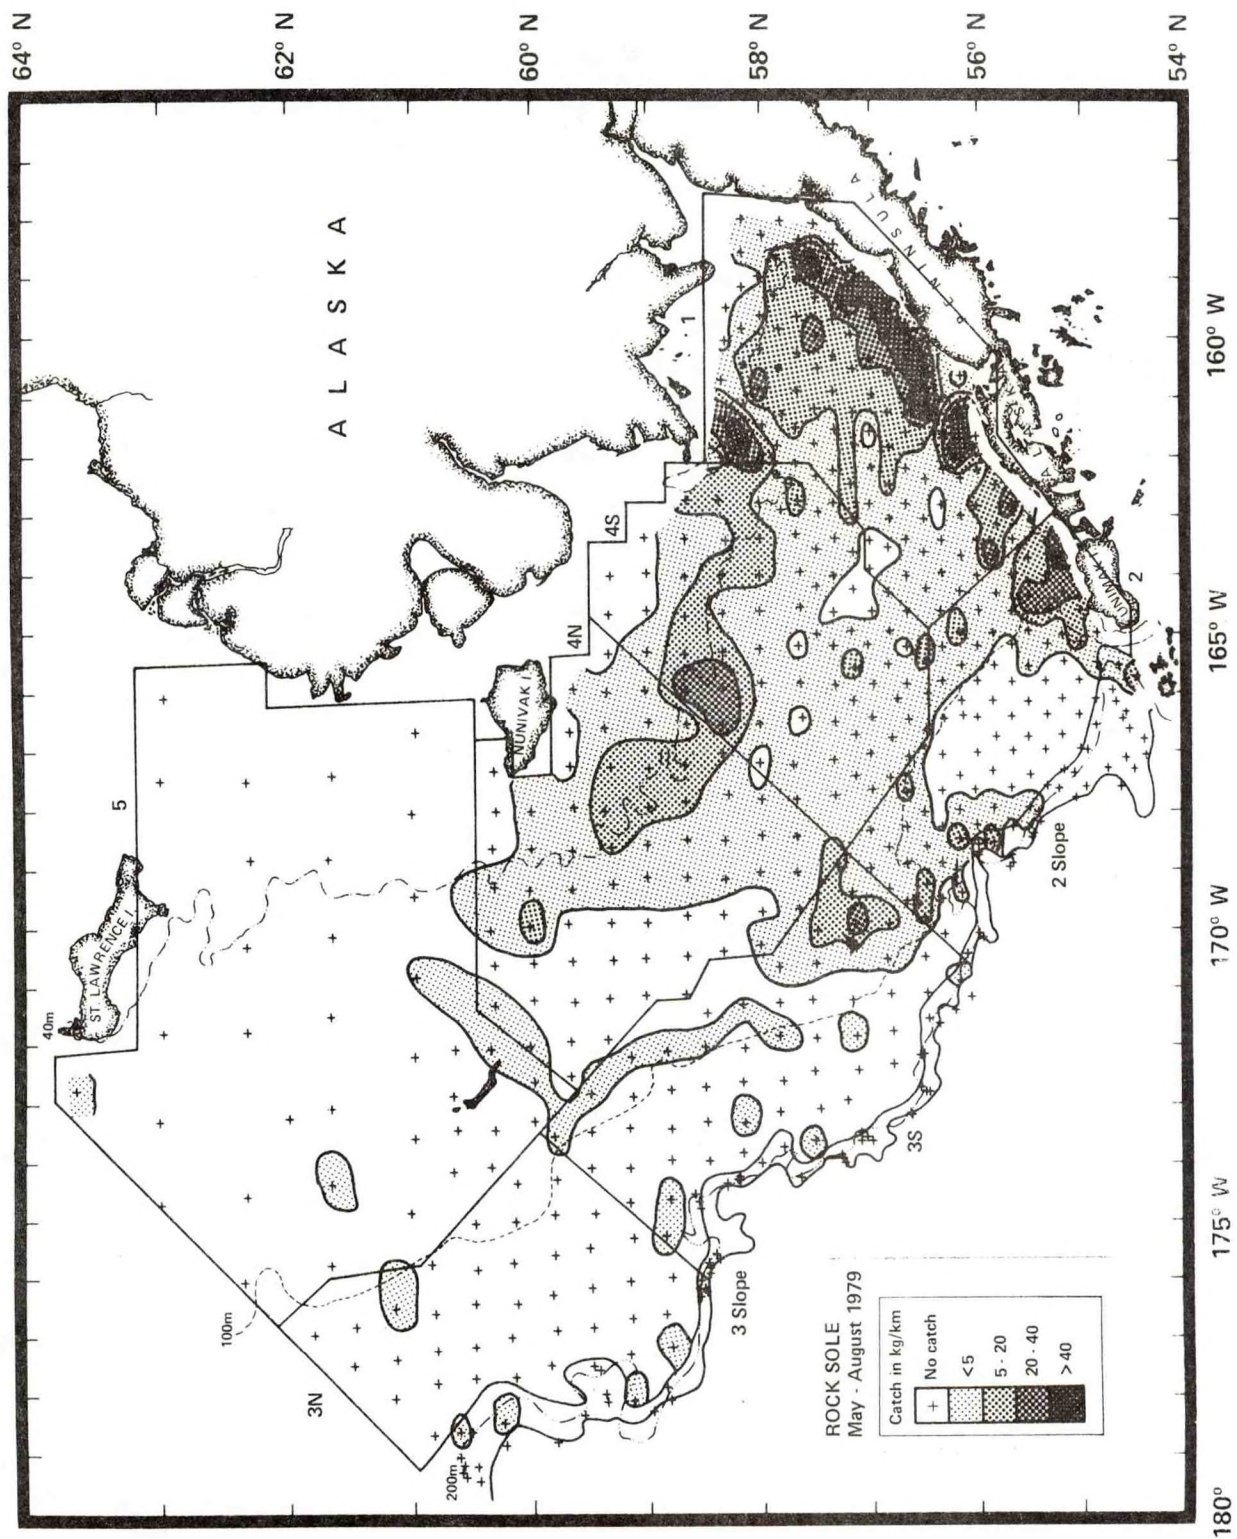 64° N
62° N
60° N
58° N
56° N
54° N
160° W
165° W
170° W
175° W
180°
ALASKA
PENINSULA
ST. LAWRENCE I.
NUNIVAK I.
UNIMAK
40m
100m
200m
5
4N
4S
1
2
2 Slope
3S
3 Slope
3N
ROCK SOLE
May - August 1979
Catch in kg/km
No catch
<5
5 - 20
20 - 40
>40